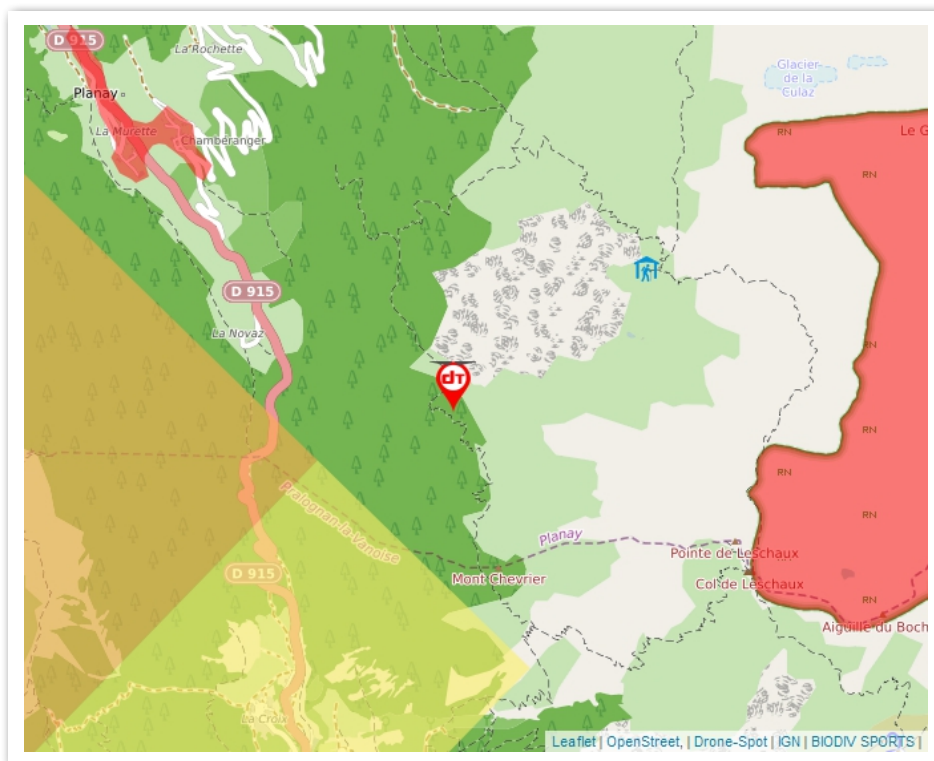 D 915
La Rochette
Glacier
de la
Culaz
Planay
La Murette
Chambéranger
RN
Le G
RN
D 915
La Novaz
RN
dT
RN
Pralognan-la-Vanoise
RN
Planay
Pointe de Leschaux
D 915
Mont Chevrier
Col de Leschaux
RN
Aiguille du Boch
La Croix
Leaflet | OpenStreet, | Drone-Spot | IGN | BIODIV SPORTS |